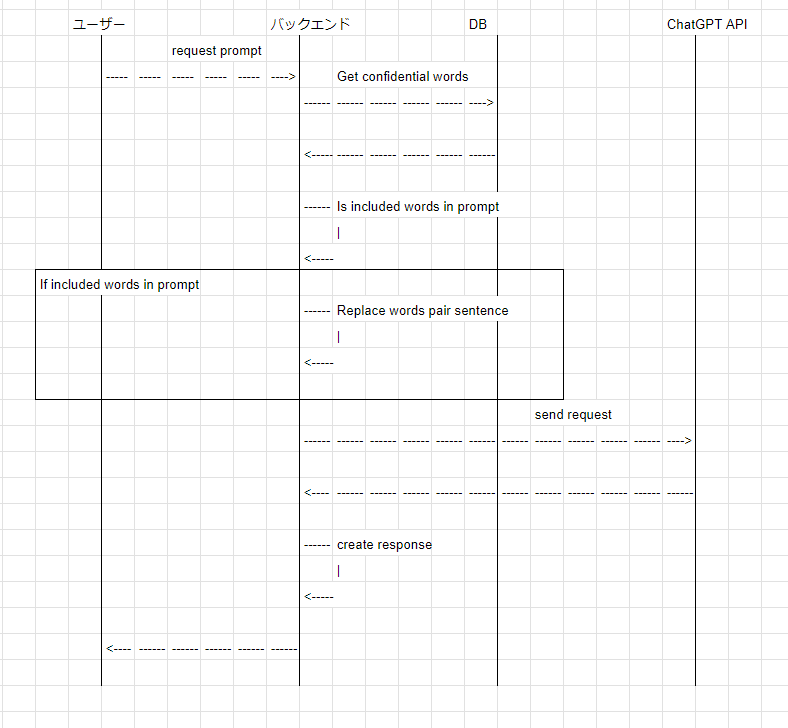 ユーザー バックエンド DB ChatGPT API
request prompt
----- ----- ----- ----- ----- ----> Get confidential words
------ ------ ------ ------ ------ ---->
<----- ------ ------ ------ ------ ------
------ Is included words in prompt
|
<-----
If included words in prompt
------ Replace words pair sentence
|
<-----
send request
------ ------ ------ ------ ------ ------ ------ ------ ------ ------ ------ ---->
<---- ------ ------ ------ ------ ------ ------ ------ ------ ------ ------ ------
------ create response
|
<-----
<---- ------ ------ ------ ------ ------